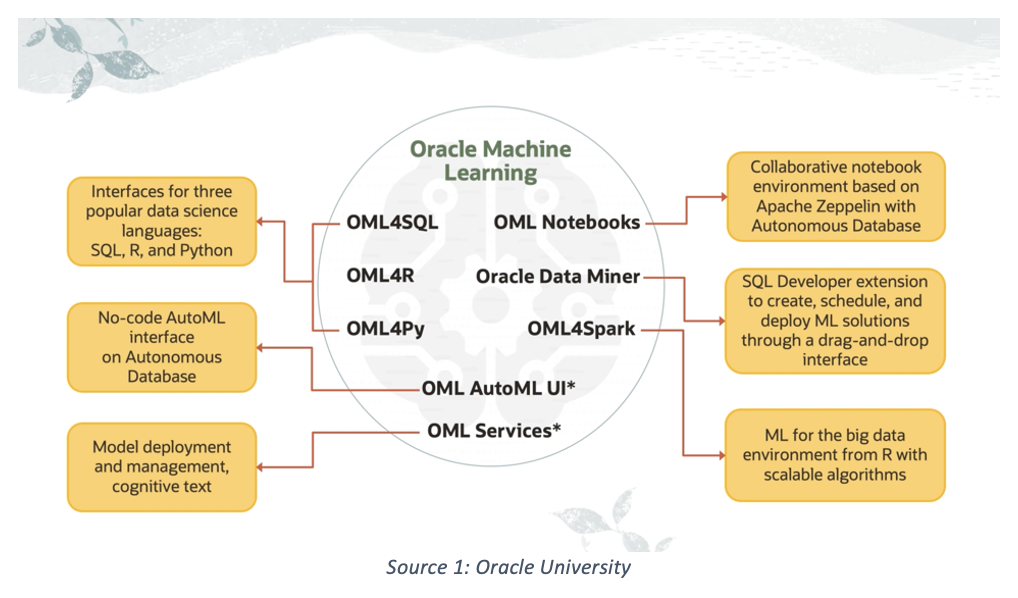 Oracle Machine
Learning
Interfaces for three
popular data science
languages:
SQL, R, and Python
No-code AutoML
interface
on Autonomous
Database
Model deployment
and management,
cognitive text
OML4SQL
OML4R
OML4Py
OML Notebooks
Oracle Data Miner
OML4Spark
OML AutoML UI*
OML Services*
Collaborative notebook
environment based on
Apache Zeppelin with
Autonomous Database
SQL Developer extension
to create, schedule, and
deploy ML solutions
through a drag-and-drop
interface
ML for the big data
environment from R with
scalable algorithms
Source 1: Oracle University